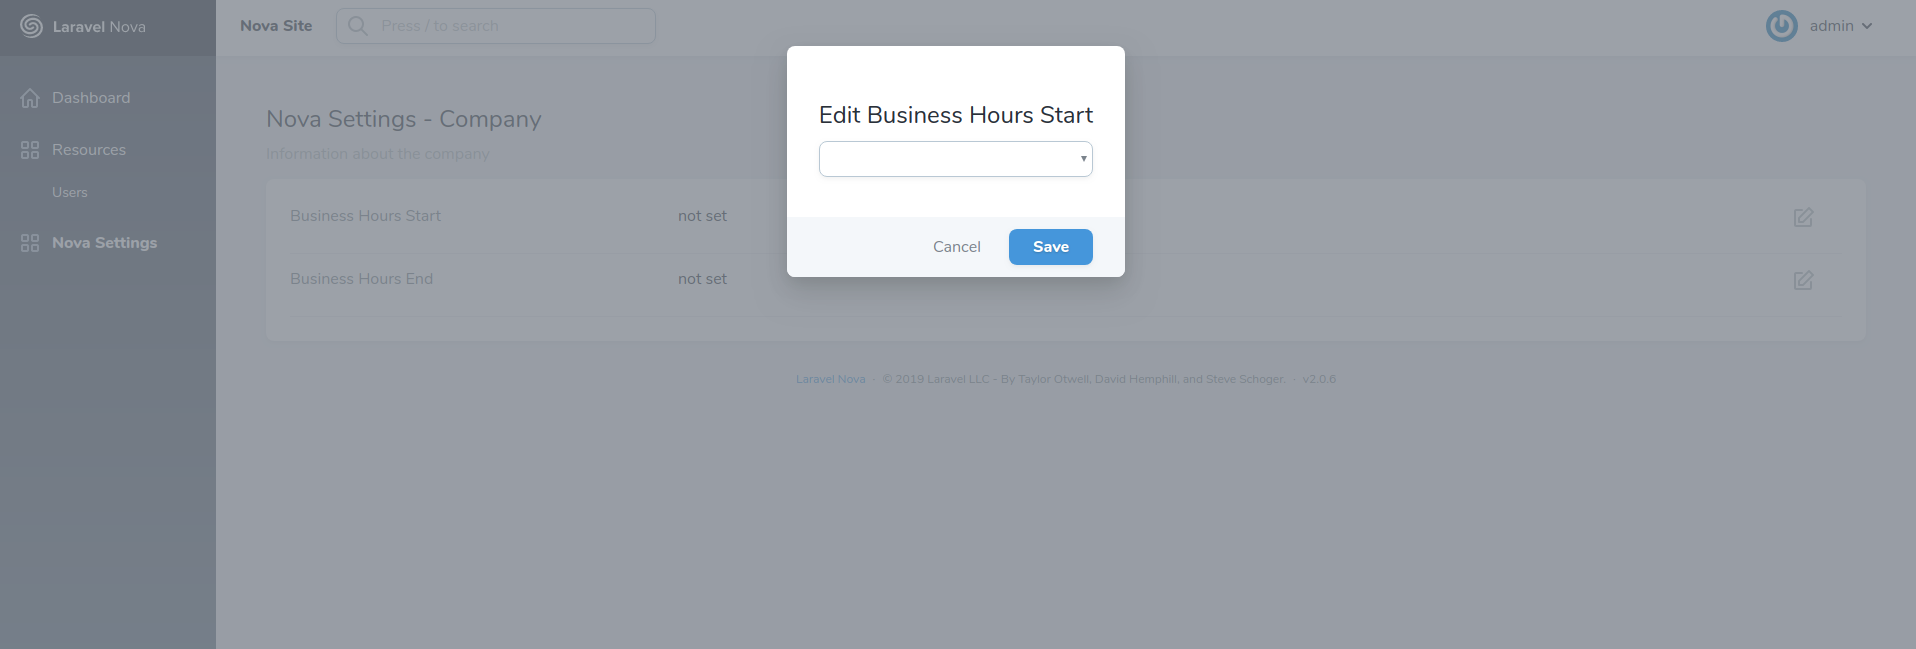 Laravel Nova
Nova Site
Press / to search
admin
Dashboard
Resources
Users
Nova Settings
Nova Settings - Company
Information about the company
Business Hours Start not set
Business Hours End not set
Edit Business Hours Start
Cancel Save
Laravel Nova · © 2019 Laravel LLC - By Taylor Otwell, David Hemphill, and Steve Schoger. · v2.0.6